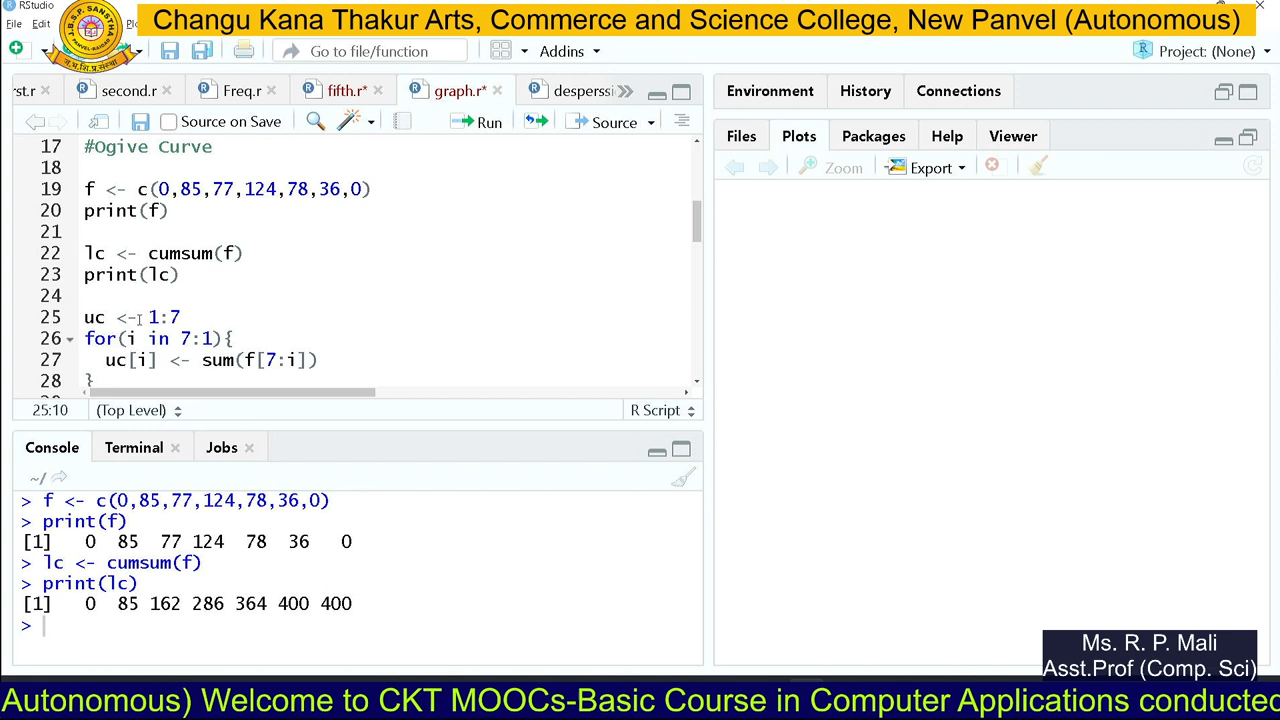 RStudio
Changu Kana Thakur Arts, Commerce and Science College, New Panvel (Autonomous)
File Edit
Go to file/function Addins Project: (None)
rst.r second.r Freq.r fifth.r* graph.r* desperssi
Environment History Connections
Source on Save Run Source
Files Plots Packages Help Viewer
Zoom Export
17 #Ogive Curve
18
19 f <- c(0,85,77,124,78,36,0)
20 print(f)
21
22 lc <- cumsum(f)
23 print(lc)
24
25 uc <- 1:7
26 for(i in 7:1){
27 uc[i] <- sum(f[7:i])
28 }
25:10 (Top Level) R Script
Console Terminal Jobs
~/
> f <- c(0,85,77,124,78,36,0)
> print(f)
[1] 0 85 77 124 78 36 0
> lc <- cumsum(f)
> print(lc)
[1] 0 85 162 286 364 400 400
>
Ms. R. P. Mali
Asst.Prof (Comp. Sci)
Autonomous) Welcome to CKT MOOCs-Basic Course in Computer Applications conducted